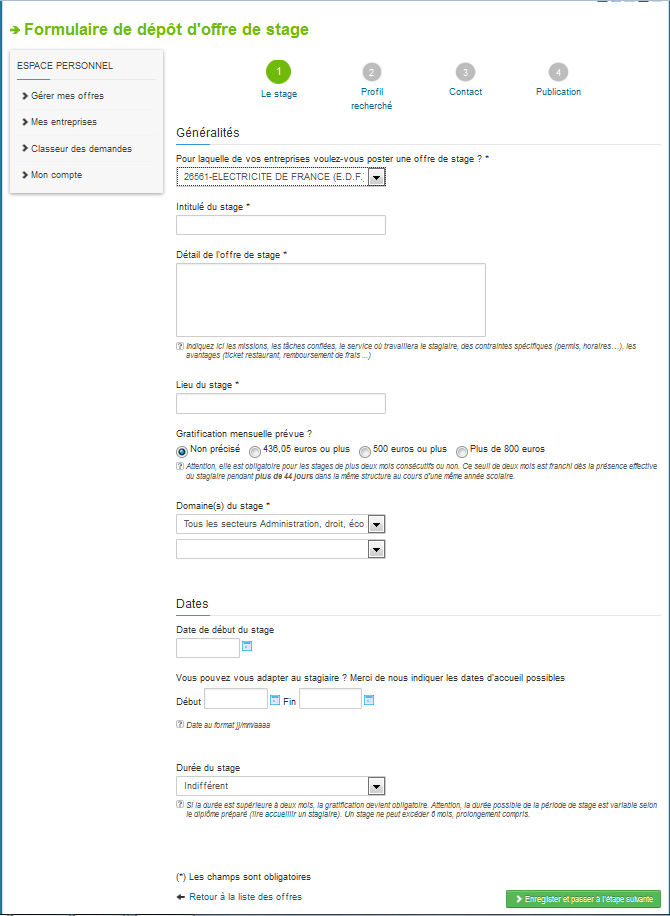 Formulaire de dépôt d'offre de stage
ESPACE PERSONNEL
Gérer mes offres
Mes entreprises
Classeur des demandes
Mon compte
1
2
3
4
Le stage
Profil
recherché
Contact
Publication
Généralités
Pour laquelle de vos entreprises voulez-vous poster une offre de stage ? *
26561-ELECTRICITE DE FRANCE (E.D.F.
Intitulé du stage *
Détail de l'offre de stage *
Indiquez ici les missions, les tâches confiées, le service où travaillera le stagiaire, des contraintes spécifiques (permis, horaires…), les
avantages (ticket restaurant, remboursement de frais ...)
Lieu du stage *
Gratification mensuelle prévue ?
Non précisé
436,05 euros ou plus
500 euros ou plus
Plus de 800 euros
Attention, elle est obligatoire pour les stages de plus deux mois consécutifs ou non. Ce seuil de deux mois est franchi dès la présence effective
du stagiaire pendant plus de 44 jours dans la même structure au cours d'une même année scolaire.
Domaine(s) du stage *
Tous les secteurs Administration, droit, éco
Dates
Date de début du stage
Vous pouvez vous adapter au stagiaire ? Merci de nous indiquer les dates d'accueil possibles
Début
Fin
Date au format jj/mm/aaaa
Durée du stage
Indifférent
Si la durée est supérieure à deux mois, la gratification devient obligatoire. Attention, la durée possible de la période de stage est variable selon
le diplôme préparé (lire accueillir un stagiaire). Un stage ne peut excéder 6 mois, prolongement compris.
(*) Les champs sont obligatoires
Retour à la liste des offres
Enregister et passer à l'étape suivante